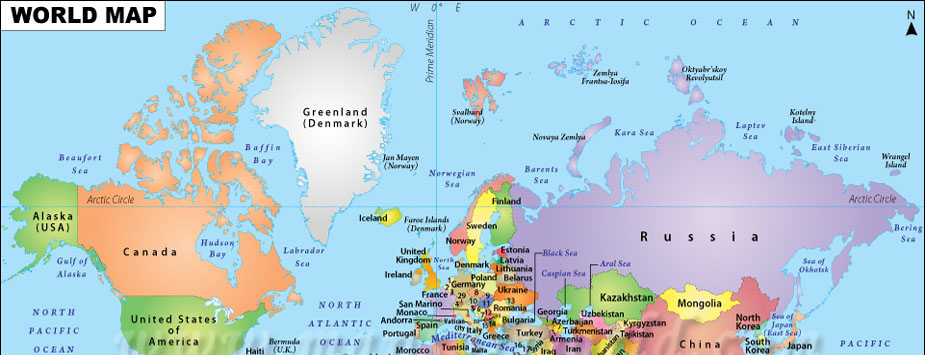 WORLD MAP
W 0° E
Prime Meridian
ARCTIC OCEAN
N
Greenland
(Denmark)
Svalbard
(Norway)
Zemlya
Frantsa-Iosifa
Oktyabr'skoy
Revolyutsii
Kotelny
Island
Novaya Zemlya
Kara Sea
Laptev
Sea
East Siberian
Sea
Wrangel
Island
Beaufort
Sea
Baffin
Bay
Jan Mayen
(Norway)
Norwegian
Sea
Barents
Sea
Arctic Circle
Arctic Circle
Alaska
(USA)
Canada
Hudson
Bay
Labrador
Sea
Gulf of
Alaska
Iceland
Faroe Islands
(Denmark)
Finland
Sweden
Norway
Russia
Bering
Sea
Sea of
Okhotsk
United
Kingdom
North
Sea
Ireland
Denmark
Estonia
Latvia
Lithuania
Belarus
Poland
Germany
Ukraine
France
San Marino
Monaco
Andorra
Portugal
Spain
Vatican
City
Italy
Romania
Bulgaria
Greece
Turkey
Black Sea
Caspian Sea
Aral Sea
Kazakhstan
Uzbekistan
Georgia
Azerbaijan
Armenia
Turkmenistan
Kyrgyzstan
Tajikistan
Mongolia
China
North
Korea
South
Korea
Sea of
Japan
(East Sea)
Japan
United States
of
America
NORTH
PACIFIC
OCEAN
NORTH
ATLANTIC
OCEAN
PACIFIC
Haiti
Bermuda
(U.K.)
Morocco
Tunisia
Mediterranean Sea
Iraq
Iran